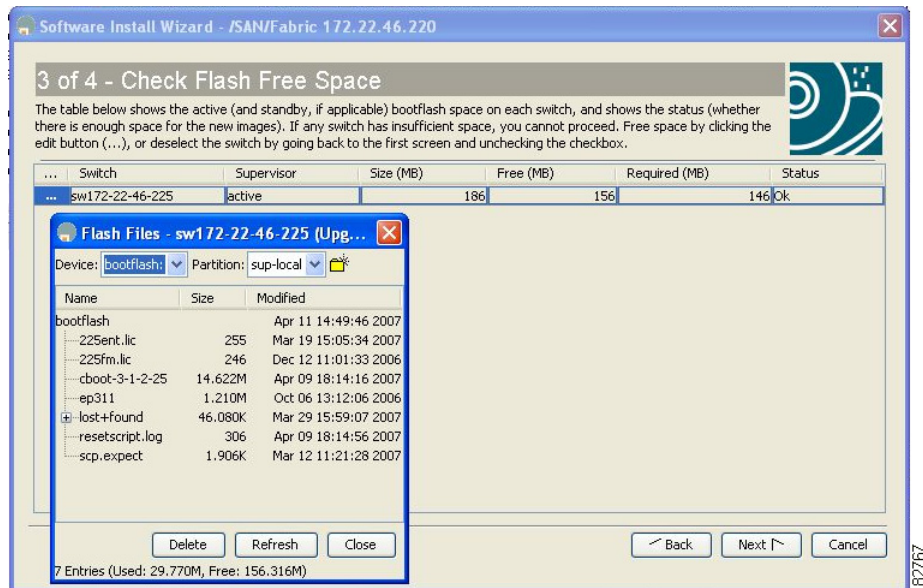 Software Install Wizard - /SAN/Fabric 172.22.46.220
3 of 4 - Check Flash Free Space
The table below shows the active (and standby, if applicable) bootflash space on each switch, and shows the status (whether
there is enough space for the new images). If any switch has insufficient space, you cannot proceed. Free space by clicking the
edit button (...), or deselect the switch by going back to the first screen and unchecking the checkbox.
... Switch Supervisor Size (MB) Free (MB) Required (MB) Status
... sw172-22-46-225 active 186 156 146 Ok
Flash Files - sw172-22-46-225 (Upg...
Device: bootflash: Partition: sup-local
Name Size Modified
bootflash Apr 11 14:49:46 2007
225ent.lic 255 Mar 19 15:05:34 2007
225fm.lic 246 Dec 12 11:01:33 2006
cboot-3-1-2-25 14.622M Apr 09 18:14:16 2007
ep311 1.210M Oct 06 13:12:06 2006
lost+found 46.080K Mar 29 15:59:07 2007
resetscript.log 306 Apr 09 18:14:56 2007
scp.expect 1.906K Mar 12 11:21:28 2007
Delete Refresh Close
7 Entries (Used: 29.770M, Free: 156.316M)
Back Next Cancel